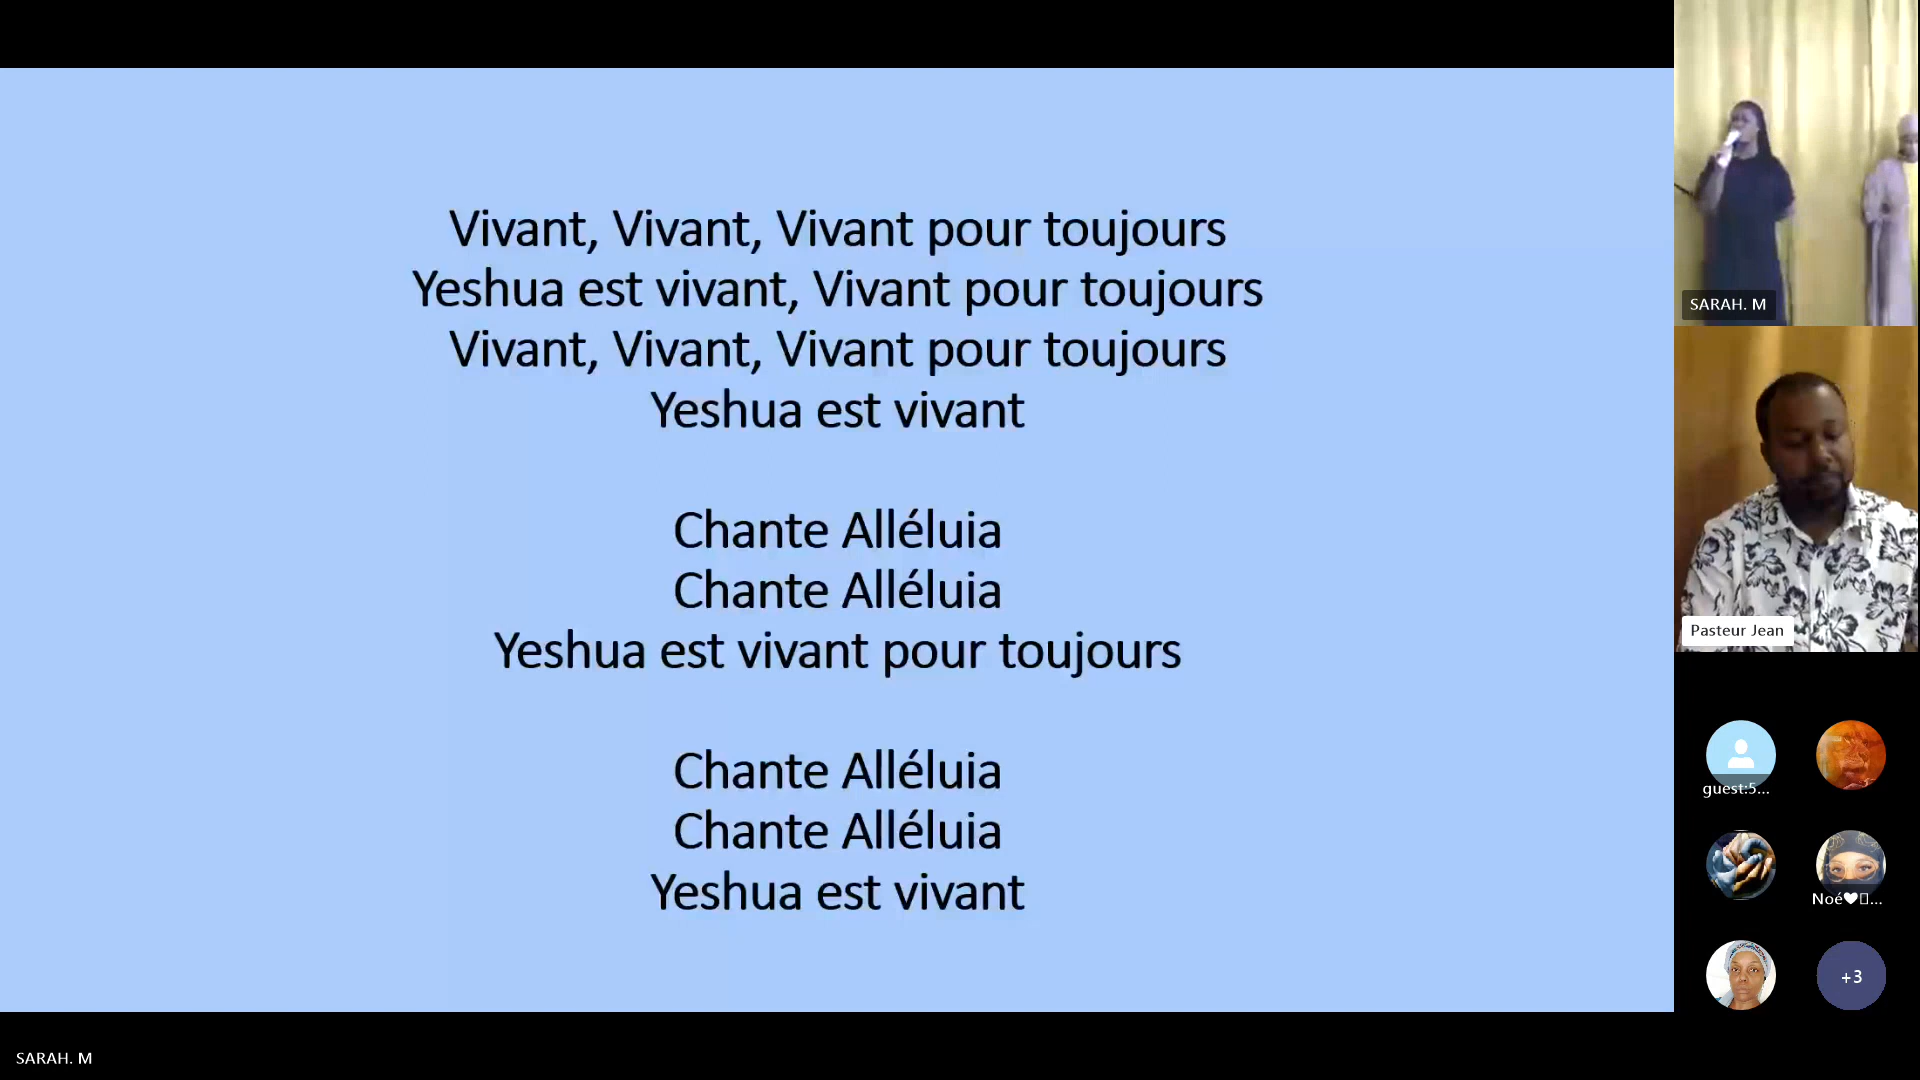 Vivant, Vivant, Vivant pour toujours
Yeshua est vivant, Vivant pour toujours
Vivant, Vivant, Vivant pour toujours
Yeshua est vivant
Chante Alléluia
Chante Alléluia
Yeshua est vivant pour toujours
Chante Alléluia
Chante Alléluia
Yeshua est vivant
SARAH. M
Pasteur Jean
guest:5...
Noé🖤▯...
+3
SARAH. M